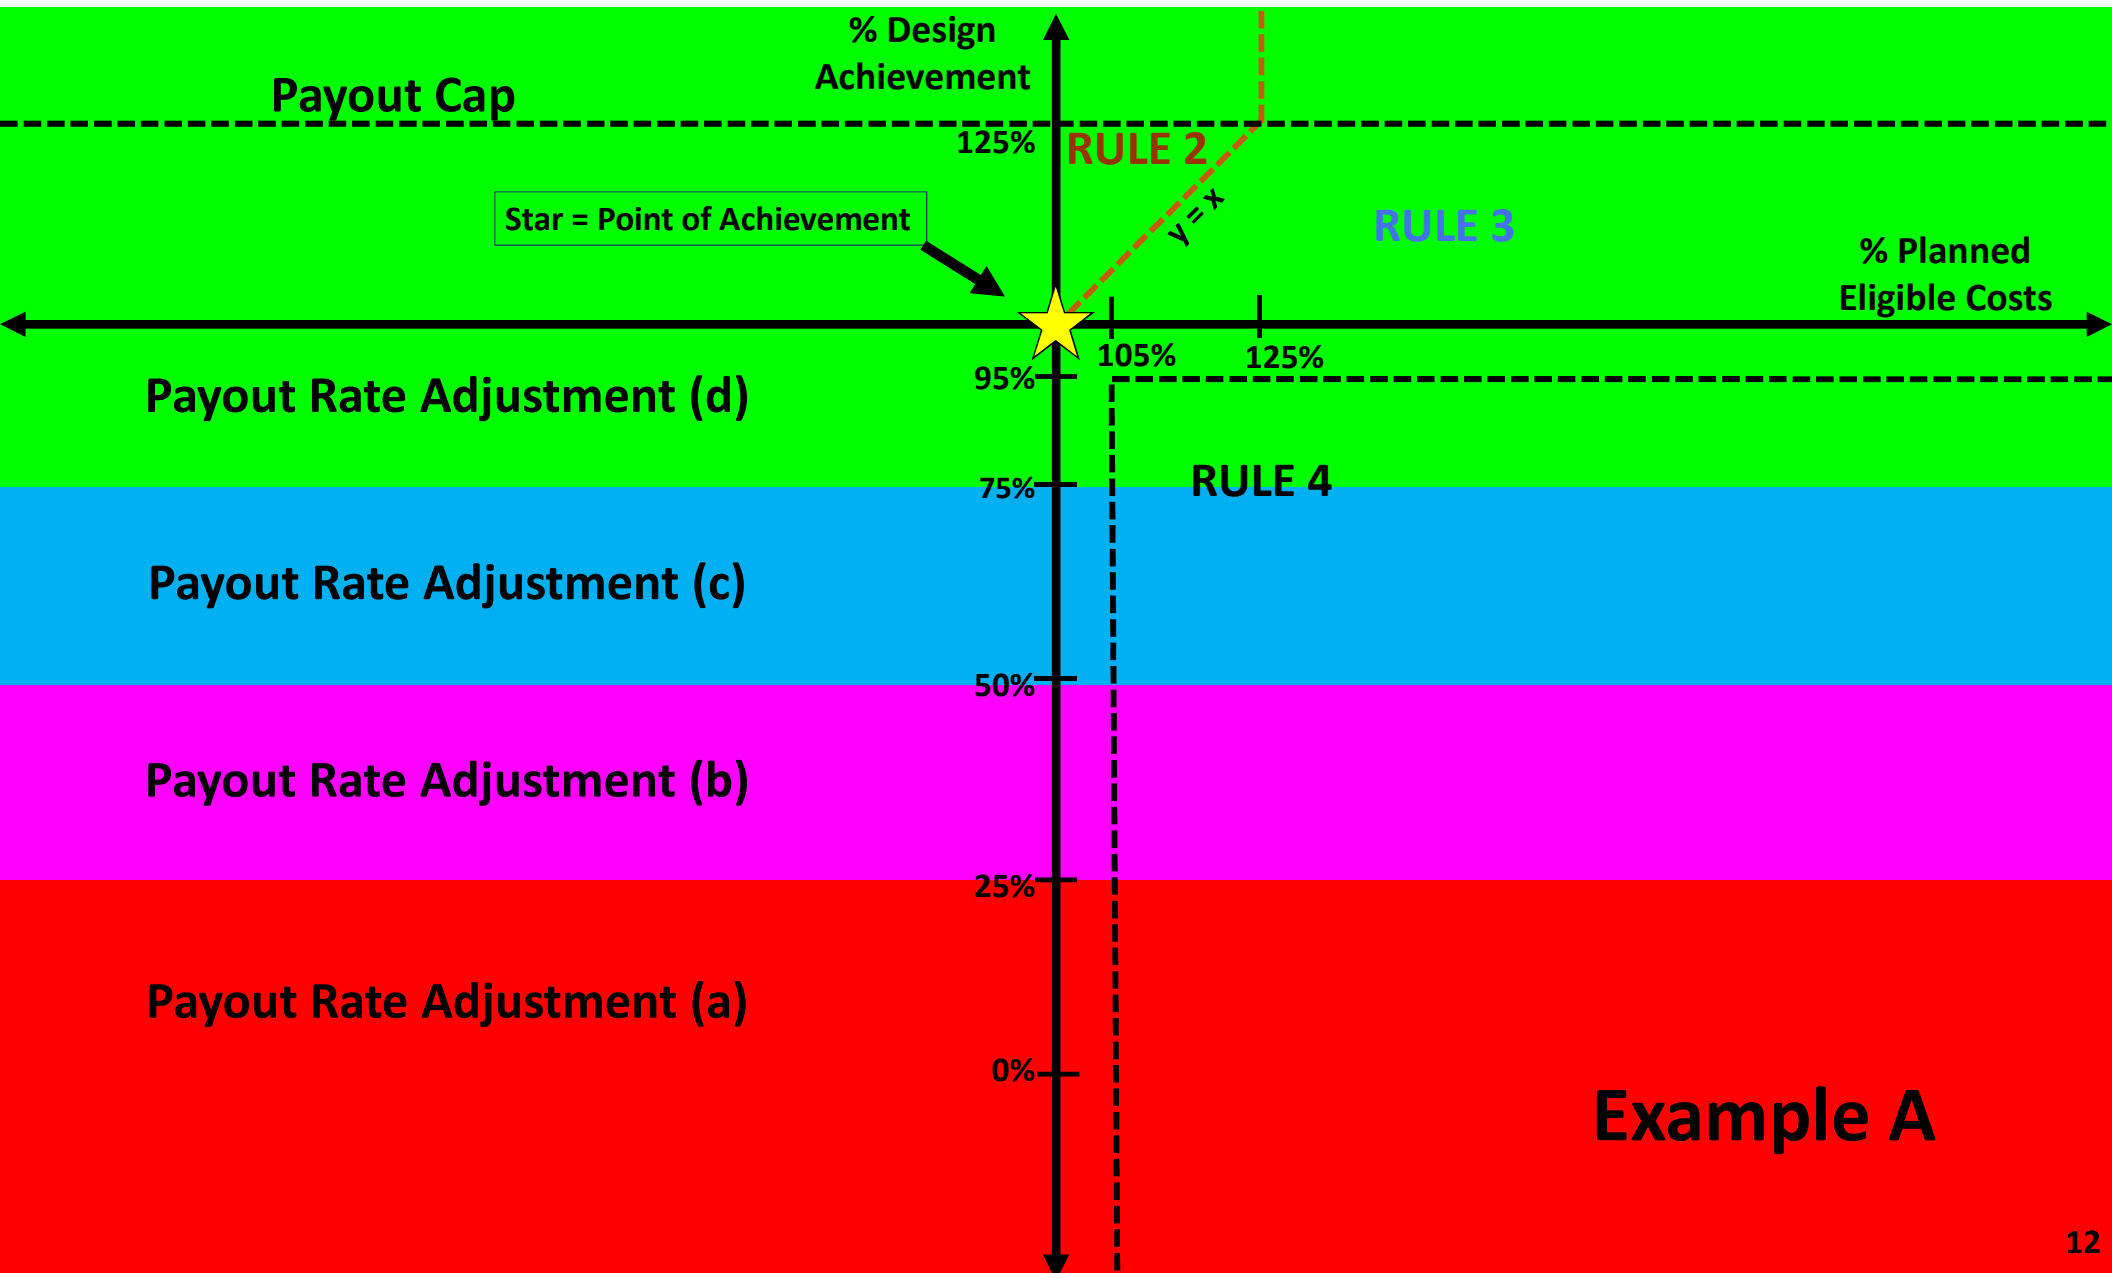 % Design
Achievement
Payout Cap
125%
RULE 2
Star = Point of Achievement
y = x
RULE 3
% Planned
Eligible Costs
105%
125%
95%
Payout Rate Adjustment (d)
75%
RULE 4
Payout Rate Adjustment (c)
50%
Payout Rate Adjustment (b)
25%
Payout Rate Adjustment (a)
0%
Example A
12